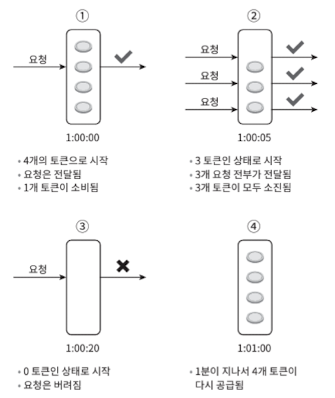 ①
요청
1:00:00
• 4개의 토큰으로 시작
• 요청은 전달됨
• 1개 토큰이 소비됨
②
요청
요청
요청
1:00:05
• 3 토큰인 상태로 시작
• 3개 요청 전부가 전달됨
• 3개 토큰이 모두 소진됨
③
요청
1:00:20
• 0 토큰인 상태로 시작
• 요청은 버려짐
④
1:01:00
• 1분이 지나서 4개 토큰이
다시 공급됨